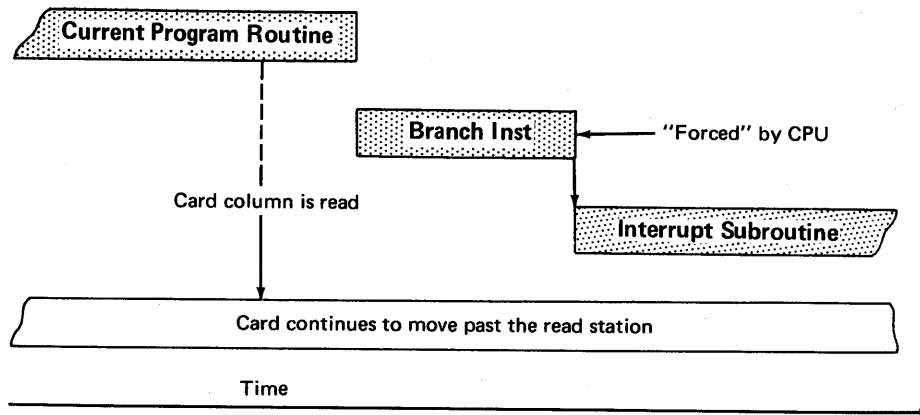 Current Program Routine
Branch Inst
"Forced" by CPU
Card column is read
Interrupt Subroutine
Card continues to move past the read station
Time